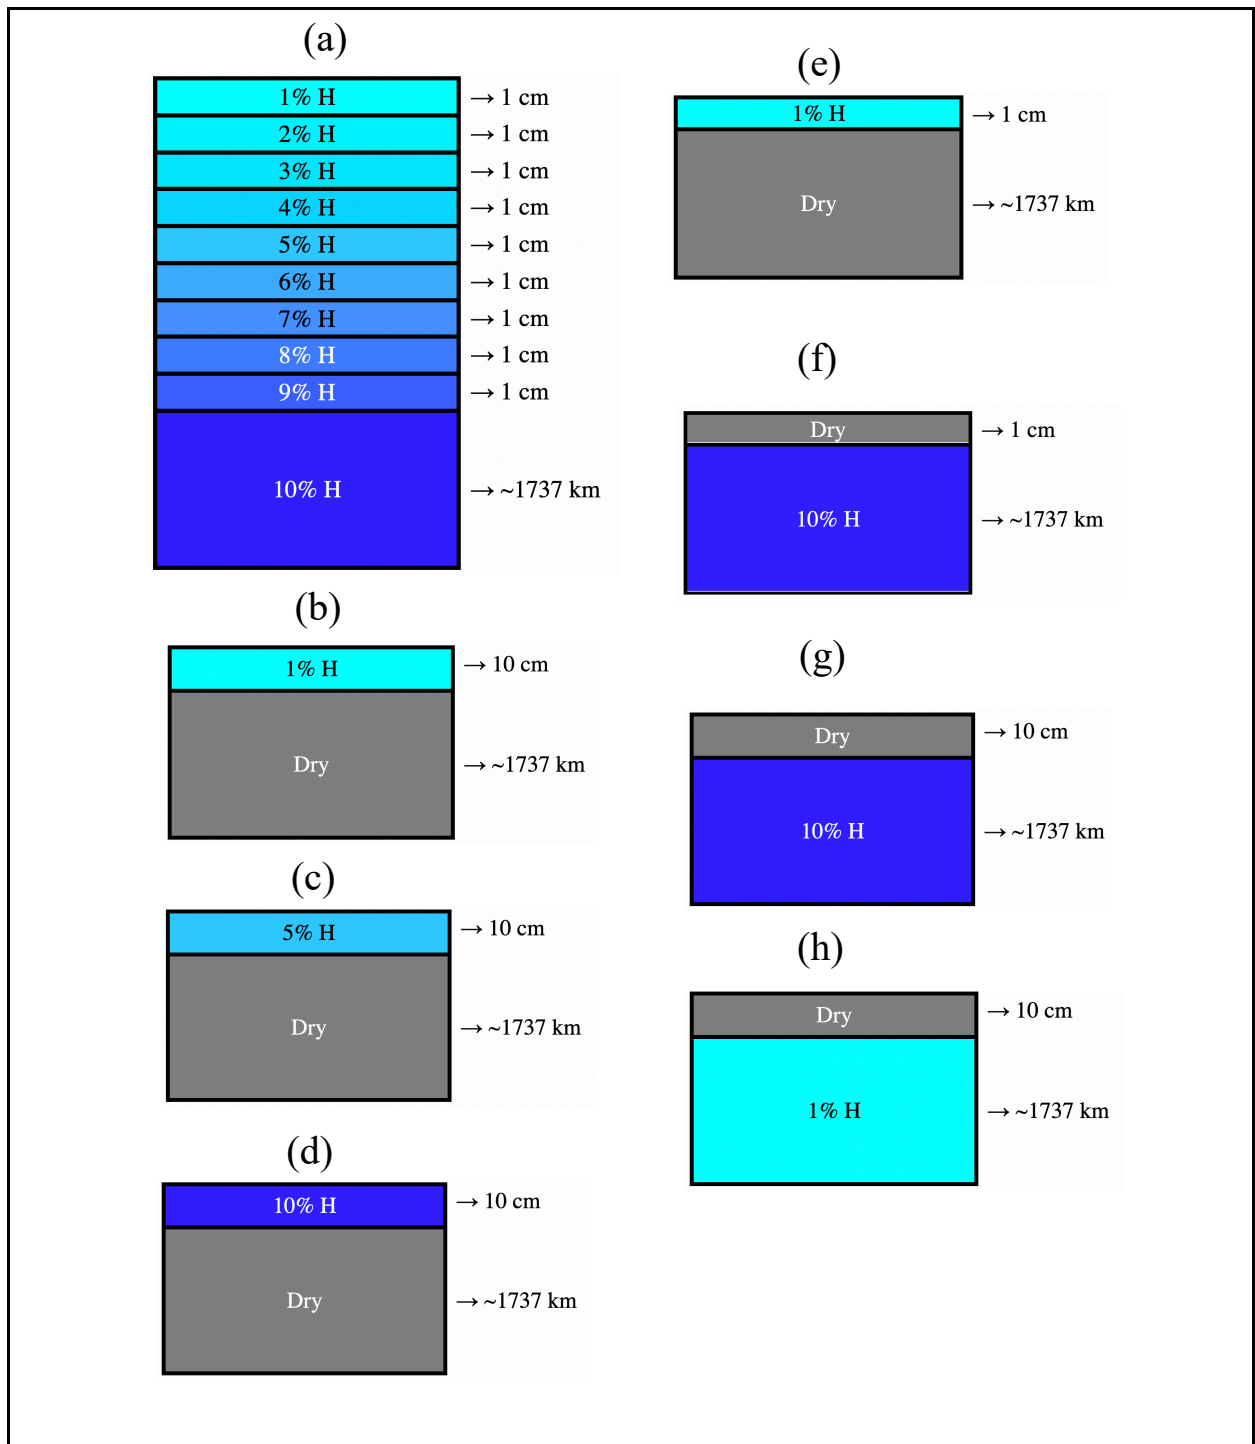 (a)
1% H → 1 cm
2% H → 1 cm
3% H → 1 cm
4% H → 1 cm
5% H → 1 cm
6% H → 1 cm
7% H → 1 cm
8% H → 1 cm
9% H → 1 cm
10% H → ~1737 km
(b)
1% H → 10 cm
Dry → ~1737 km
(c)
5% H → 10 cm
Dry → ~1737 km
(d)
10% H → 10 cm
Dry → ~1737 km
(e)
1% H → 1 cm
Dry → ~1737 km
(f)
Dry → 1 cm
10% H → ~1737 km
(g)
Dry → 10 cm
10% H → ~1737 km
(h)
Dry → 10 cm
1% H → ~1737 km